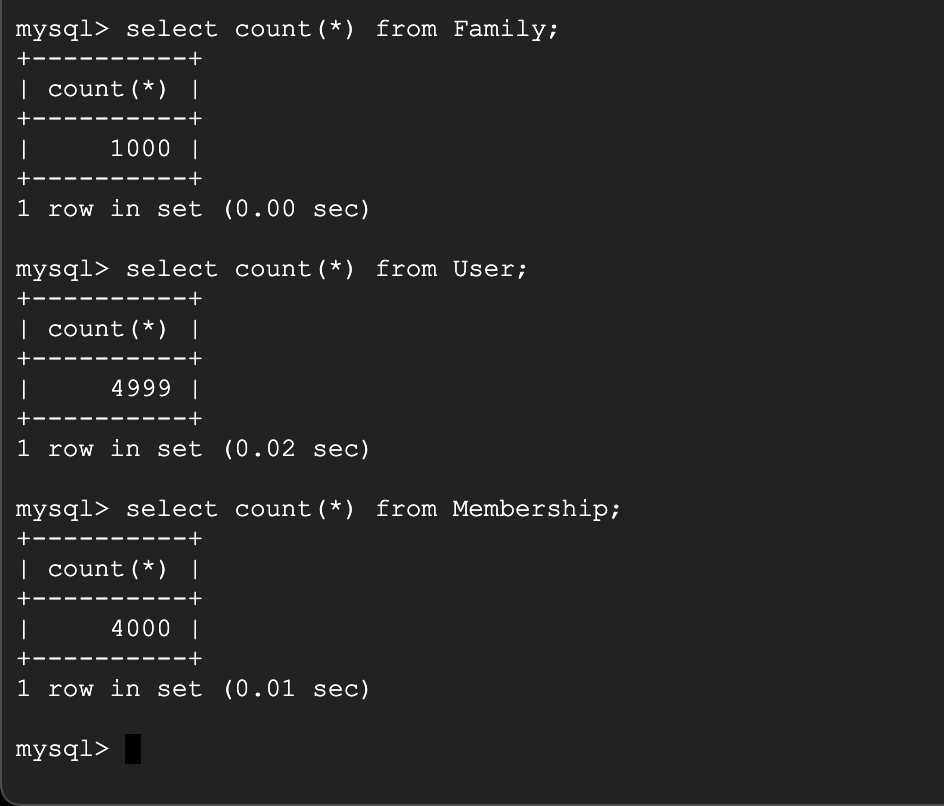 mysql> select count(*) from Family;
+----------+
| count(*) |
+----------+
|     1000 |
+----------+
1 row in set (0.00 sec)

mysql> select count(*) from User;
+----------+
| count(*) |
+----------+
|     4999 |
+----------+
1 row in set (0.02 sec)

mysql> select count(*) from Membership;
+----------+
| count(*) |
+----------+
|     4000 |
+----------+
1 row in set (0.01 sec)

mysql>